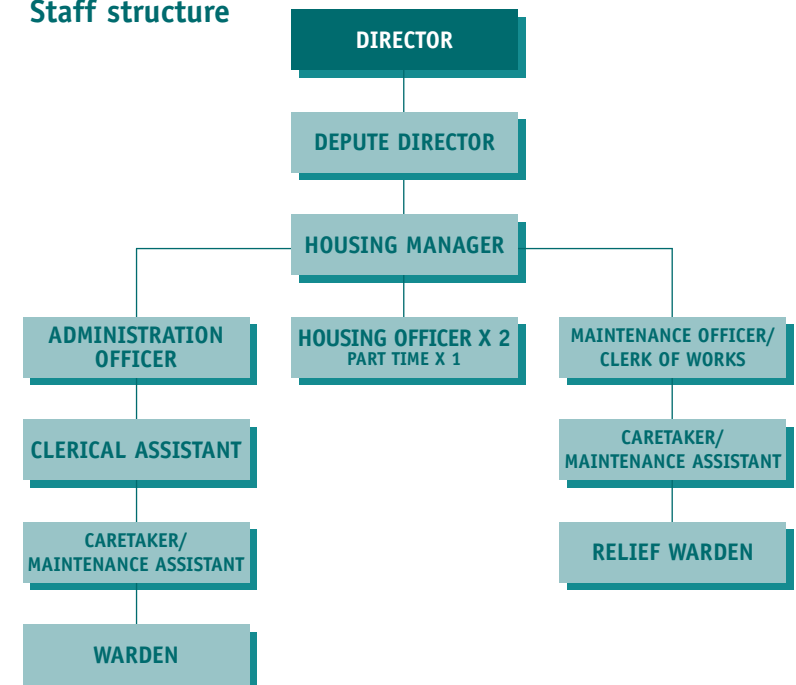 Staff structure
DIRECTOR
DEPUTE DIRECTOR
HOUSING MANAGER
ADMINISTRATION
OFFICER
HOUSING OFFICER X 2
PART TIME X 1
MAINTENANCE OFFICER/
CLERK OF WORKS
CLERICAL ASSISTANT
CARETAKER/
MAINTENANCE ASSISTANT
CARETAKER/
MAINTENANCE ASSISTANT
RELIEF WARDEN
WARDEN